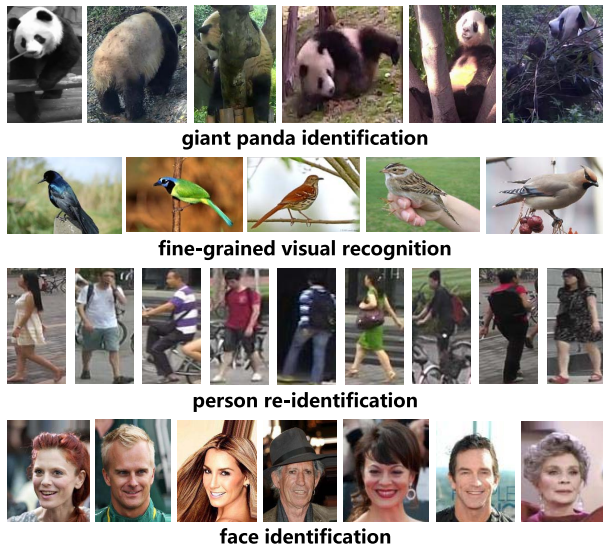 giant panda identification
fine-grained visual recognition
person re-identification
face identification